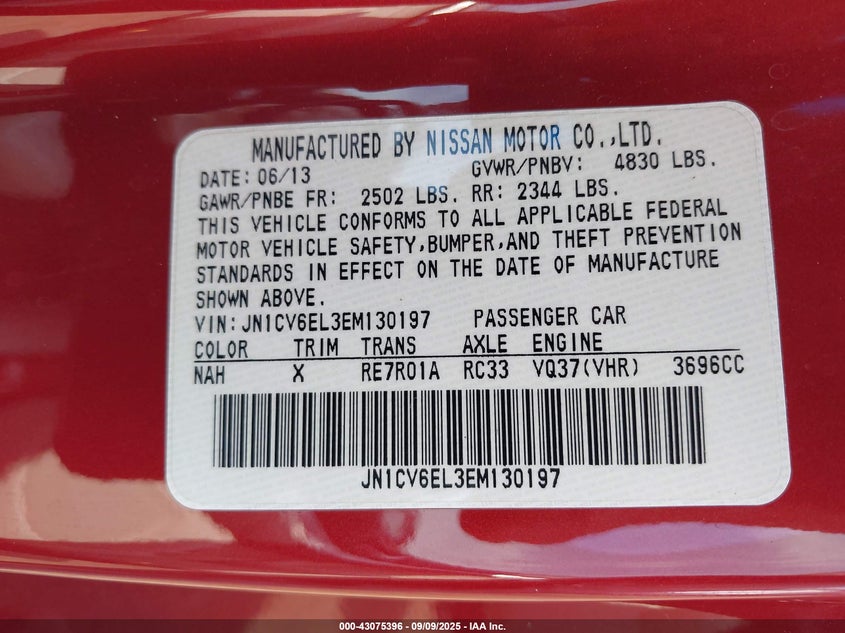 MANUFACTURED BY NISSAN MOTOR CO.,LTD.
DATE: 06/13 GVWR/PNBV: 4830 LBS.
GAWR/PNBE FR: 2502 LBS. RR: 2344 LBS.
THIS VEHICLE CONFORMS TO ALL APPLICABLE FEDERAL
MOTOR VEHICLE SAFETY,BUMPER,AND THEFT PREVENTION
STANDARDS IN EFFECT ON THE DATE OF MANUFACTURE
SHOWN ABOVE.
VIN:JN1CV6EL3EM130197 PASSENGER CAR
COLOR TRIM TRANS AXLE ENGINE
NAH X RE7R01A RC33 VQ37(VHR) 3696CC
JN1CV6EL3EM130197
000-43075396 - 09/09/2025 - IAA Inc.